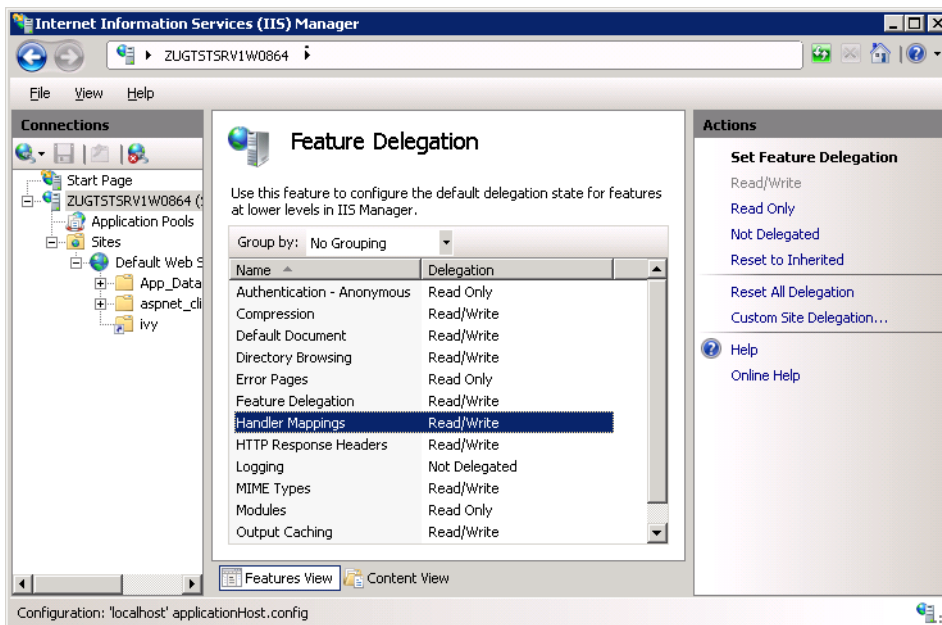 Internet Information Services (IIS) Manager
ZUGTSTSRV1W0864
File View Help
Connections
Start Page
ZUGTSTSRV1W0864 (
Application Pools
Sites
Default Web S
App_Data
aspnet_cli
ivy
Feature Delegation
Use this feature to configure the default delegation state for features
at lower levels in IIS Manager.
Group by: No Grouping
Name Delegation
Authentication - Anonymous Read Only
Compression Read/Write
Default Document Read/Write
Directory Browsing Read/Write
Error Pages Read Only
Feature Delegation Read/Write
Handler Mappings Read/Write
HTTP Response Headers Read/Write
Logging Not Delegated
MIME Types Read/Write
Modules Read Only
Output Caching Read/Write
Features View Content View
Actions
Set Feature Delegation
Read/Write
Read Only
Not Delegated
Reset to Inherited
Reset All Delegation
Custom Site Delegation...
Help
Online Help
Configuration: 'localhost' applicationHost.config